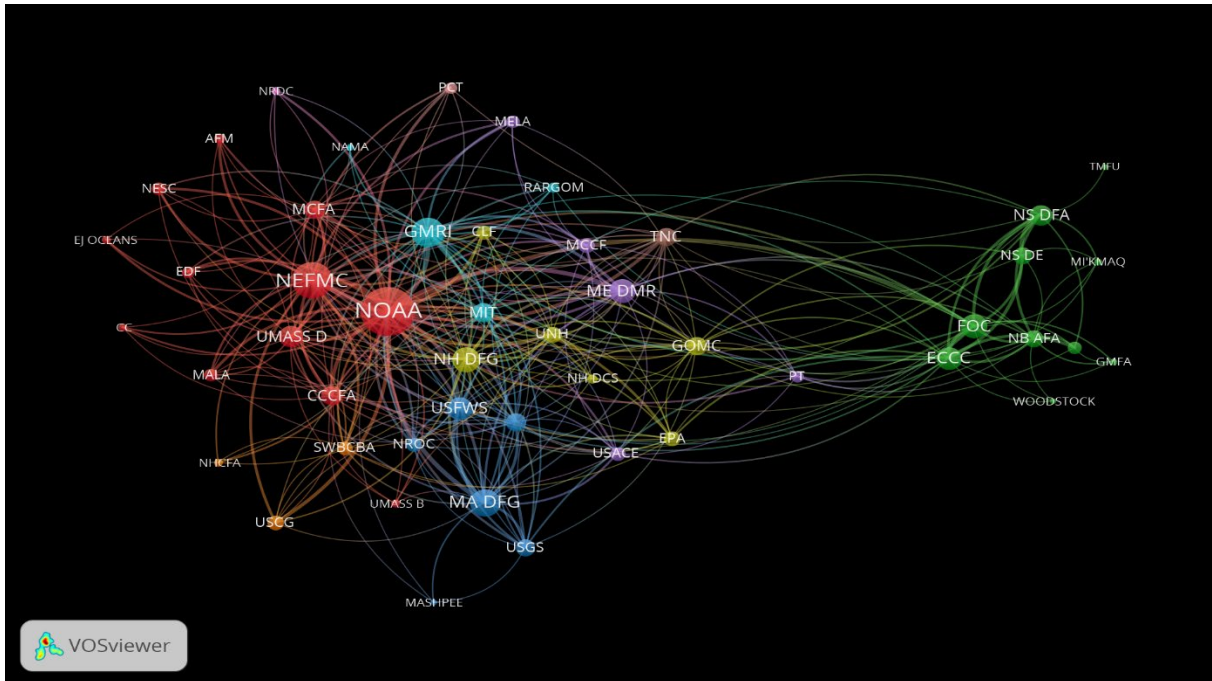 NRDC
PCT
MELA
AFM
NAMA
TMFU
NESC
RARGOM
MCFA
NS DFA
GMRI
CLF
TNC
EJ OCEANS
MCCF
NS DE
MI'KMAQ
EDF
NEFMC
ME DMR
NOAA
MIT
CC
UMASS D
UNH
FOC
NB AFA
GOMC
NH DFG
ECCC
GMFA
MALA
NH DCS
PT
CCCFA
USFWS
WOODSTOCK
SWBCBA
NROC
EPA
USACE
NHCFA
UMASS B
MA DFG
USCG
USGS
MASHPEE
VOSviewer